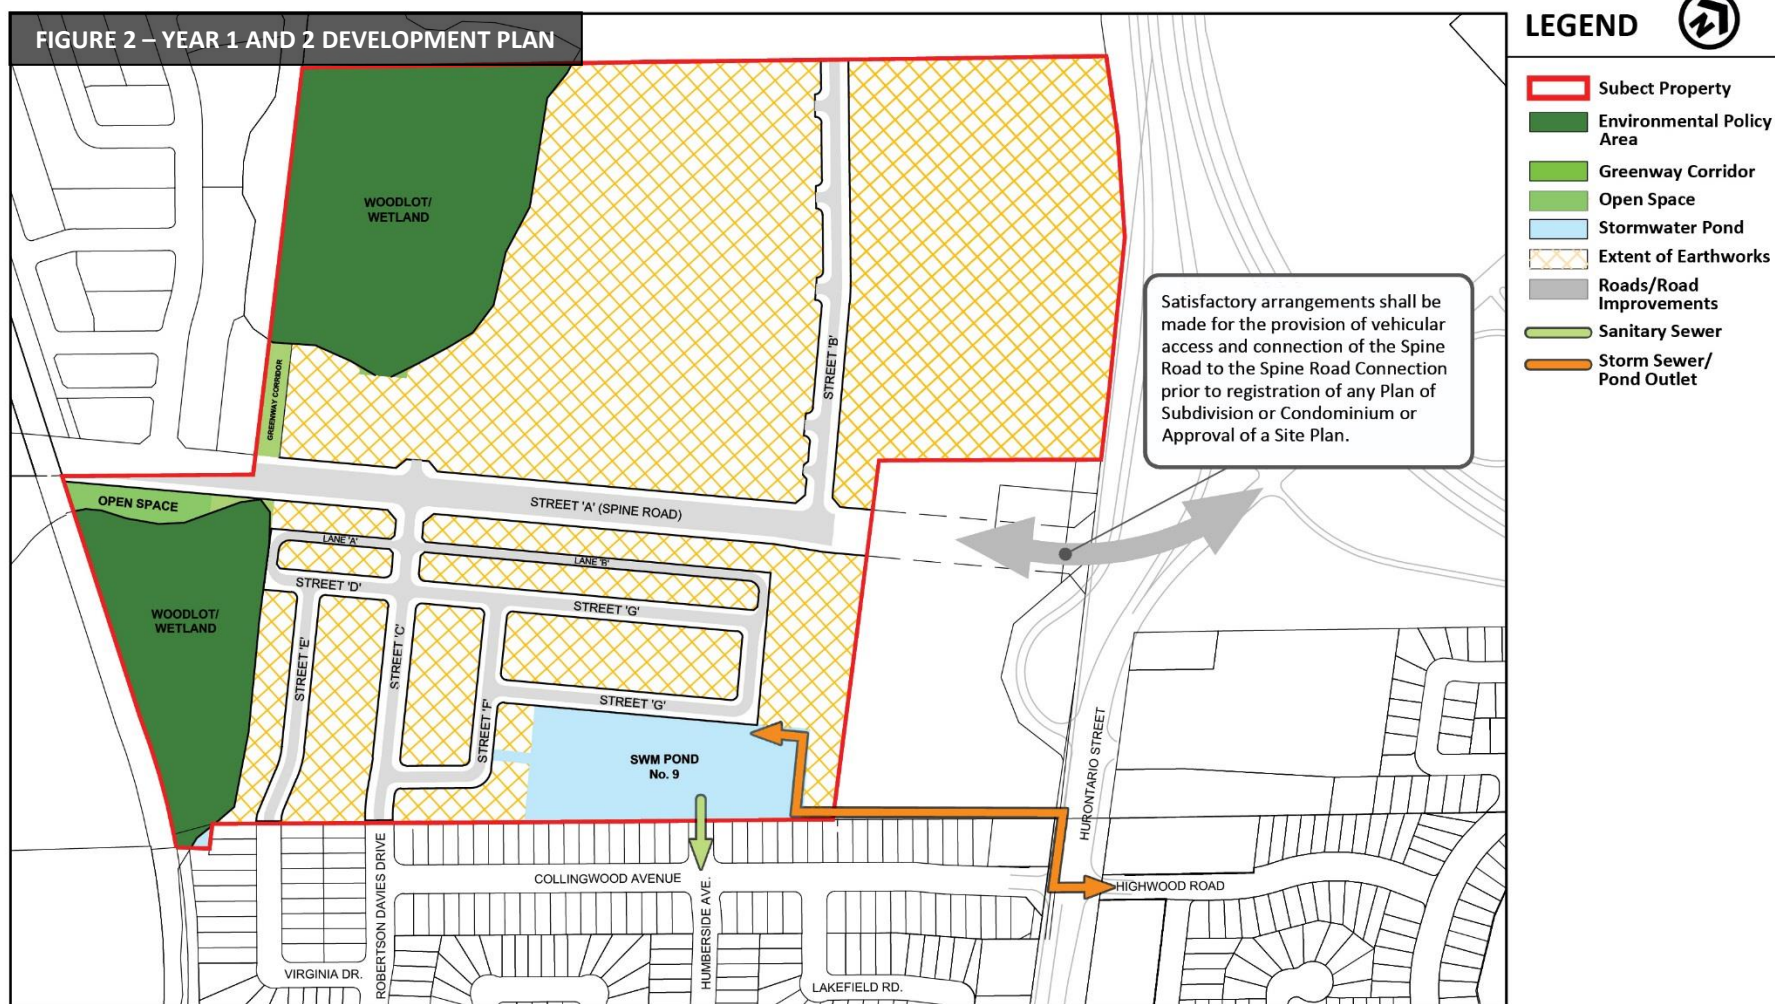 FIGURE 2 – YEAR 1 AND 2 DEVELOPMENT PLAN
LEGEND
N
Subect Property
Environmental Policy
Area
Greenway Corridor
Open Space
Stormwater Pond
Extent of Earthworks
Roads/Road
Improvements
Sanitary Sewer
Storm Sewer/
Pond Outlet
WOODLOT/
WETLAND
STREET 'B'
GREENWAY CORRIDOR
Satisfactory arrangements shall be
made for the provision of vehicular
access and connection of the Spine
Road to the Spine Road Connection
prior to registration of any Plan of
Subdivision or Condominium or
Approval of a Site Plan.
OPEN SPACE
STREET 'A' (SPINE ROAD)
LANE 'A'
LANE 'B'
STREET 'D'
STREET 'G'
WOODLOT/
WETLAND
STREET 'E'
STREET 'C'
STREET 'F'
STREET 'G'
SWM POND
No. 9
HURONTARIO STREET
COLLINGWOOD AVENUE
HIGHWOOD ROAD
ROBERTSON DAVIES DRIVE
HUMBERSIDE AVE.
VIRGINIA DR.
LAKEFIELD RD.